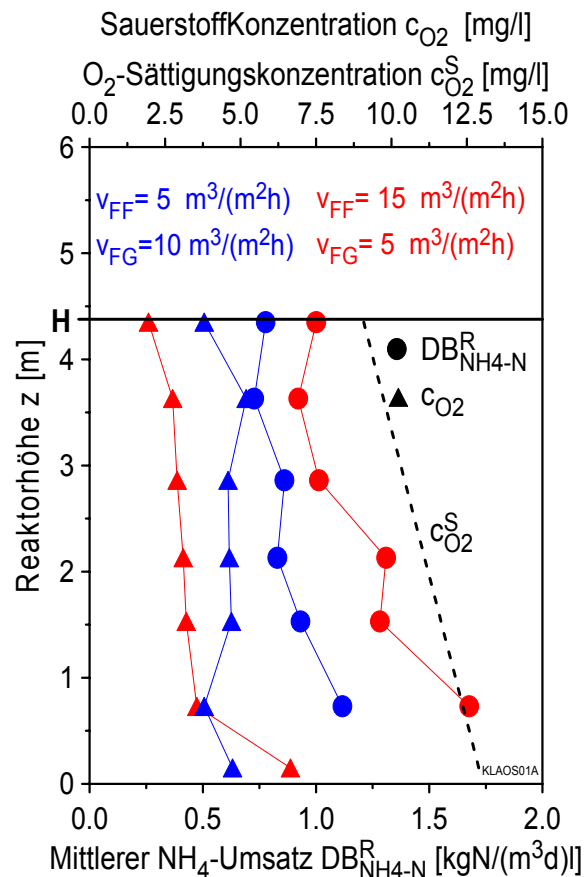 SauerstoffKonzentration c_O2 [mg/l]
O2-Sättigungskonzentration c^S_O2 [mg/l]
0.0 2.5 5.0 7.5 10.0 12.5 15.0
6
v_FF= 5 m³/(m²h) v_FF= 15 m³/(m²h)
v_FG=10 m³/(m²h) v_FG= 5 m³/(m²h)
5
H
DB^R_NH4-N
4
c_O2
3
Reaktorhöhe z [m]
c^S_O2
2
1
KLAOS01A
0
0.0 0.5 1.0 1.5 2.0
Mittlerer NH4-Umsatz DB^R_NH4-N [kgN/(m³d)l]